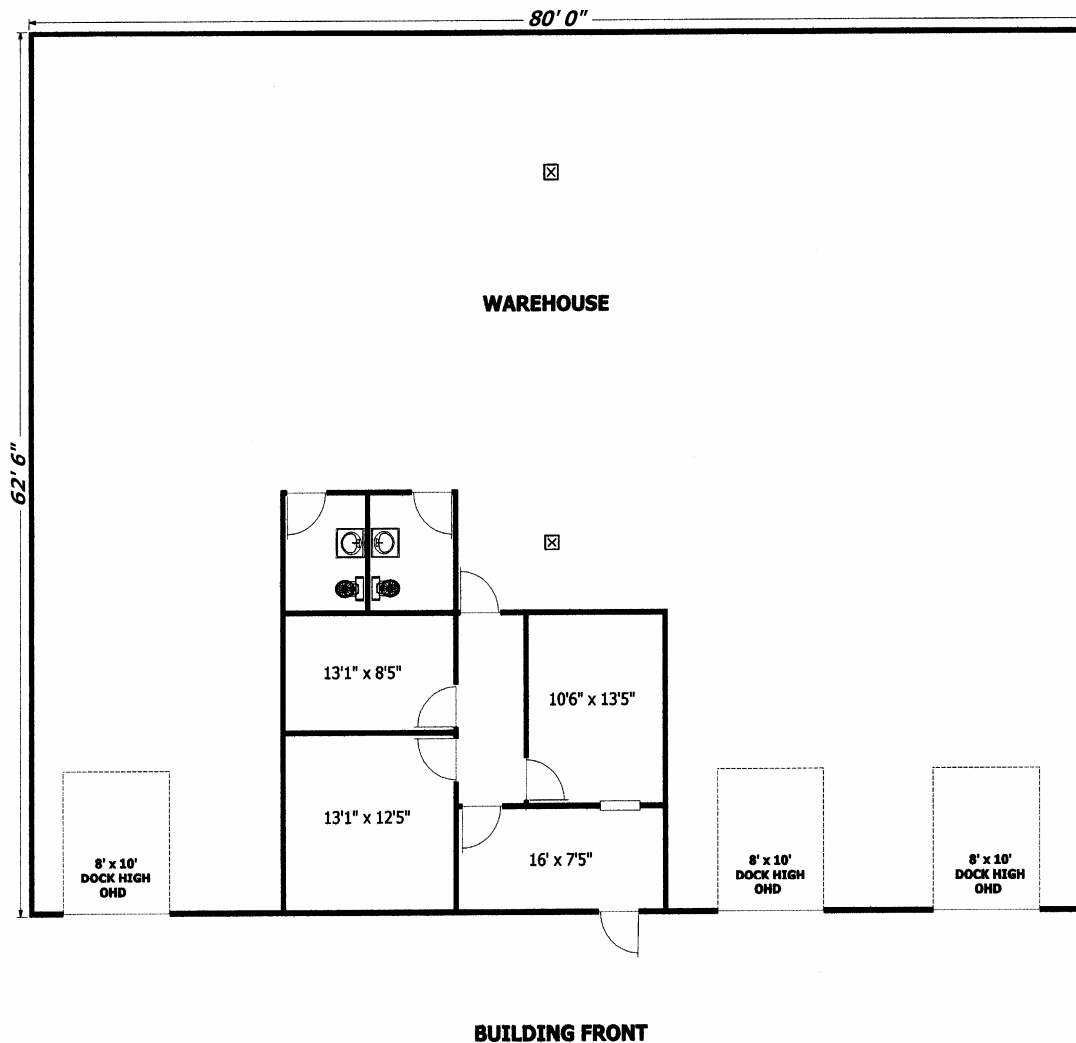 80' 0"
62' 6"
WAREHOUSE
13'1" x 8'5"
10'6" x 13'5"
13'1" x 12'5"
16' x 7'5"
8' x 10'
DOCK HIGH
OHD
8' x 10'
DOCK HIGH
OHD
8' x 10'
DOCK HIGH
OHD
BUILDING FRONT